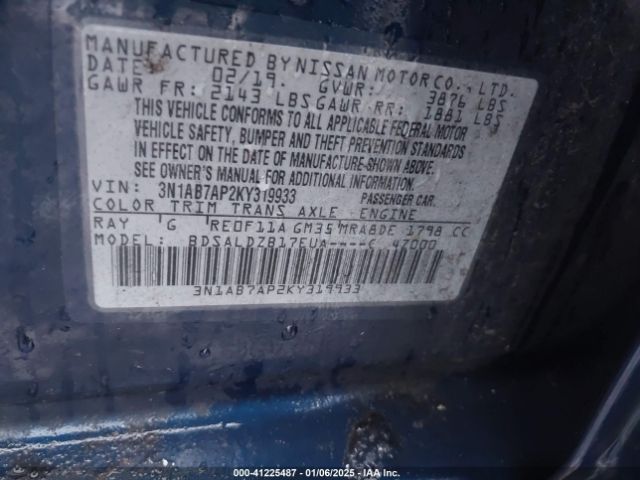 MANUFACTURED BY NISSAN MOTOR CO., LTD.
DATE 02/19. GVWR: 3876 LBS
GAWR FR: 2143 LBS GAWR RR: 1881 LBS
THIS VEHICLE CONFORMS TO ALL APPLICABLE FEDERAL MOTOR
VEHICLE SAFETY, BUMPER AND THEFT PREVENTION STANDARDS
IN EFFECT ON THE DATE OF MANUFACTURE SHOWN ABOVE.
SEE OWNER'S MANUAL FOR ADDITIONAL INFORMATION.
VIN: 3N1AB7AP2KY319933 PASSENGER CAR.
COLOR TRIM TRANS AXLE ENGINE
RAY G RE0F11A GM35 MRA8DE 1798 CC
MODEL: BDSALDZB17EUA----C 47000
3N1AB7AP2KY319933
000-41225487 - 01/06/2025 - IAA Inc.